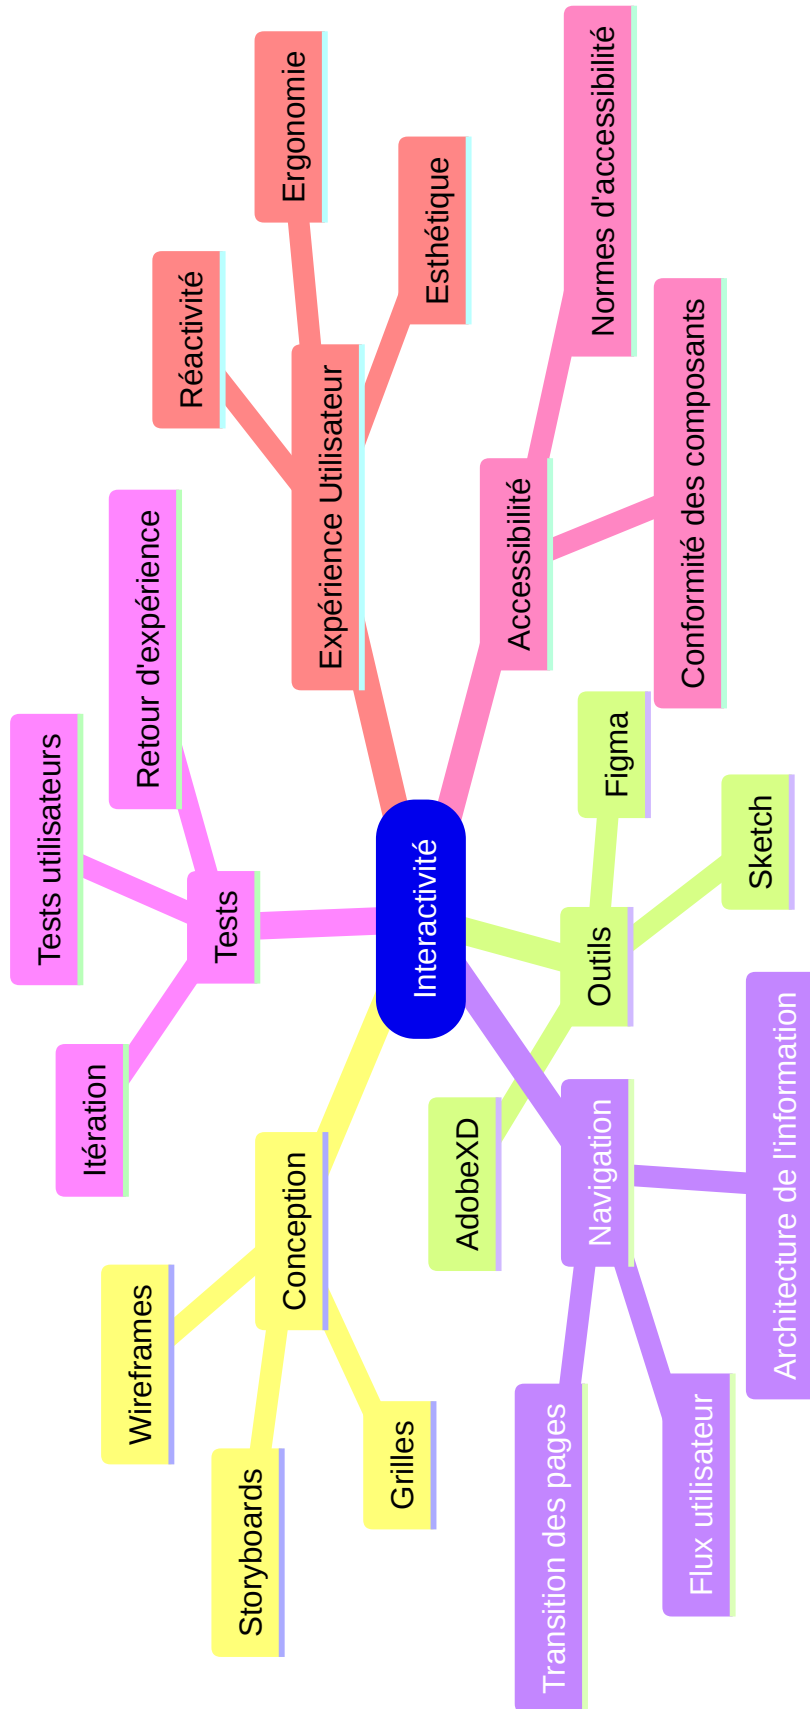 Interactivité
Conception
Wireframes
Storyboards
Grilles
Navigation
Transition des pages
Flux utilisateur
Architecture de l'information
Outils
AdobeXD
Sketch
Figma
Accessibilité
Conformité des composants
Normes d'accessibilité
Expérience Utilisateur
Esthétique
Ergonomie
Réactivité
Tests
Retour d'expérience
Tests utilisateurs
Itération